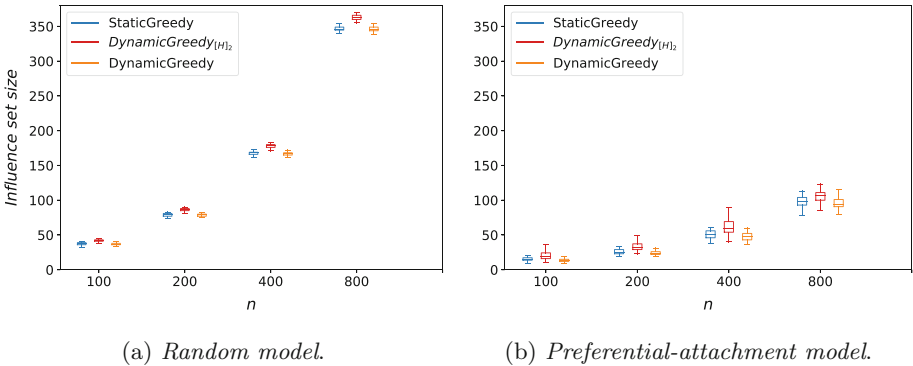 StaticGreedy
DynamicGreedy[H]2
DynamicGreedy
Influence set size
0
50
100
150
200
250
300
350
100
200
400
800
n
(a) Random model.
StaticGreedy
DynamicGreedy[H]2
DynamicGreedy
0
50
100
150
200
250
300
350
100
200
400
800
n
(b) Preferential-attachment model.